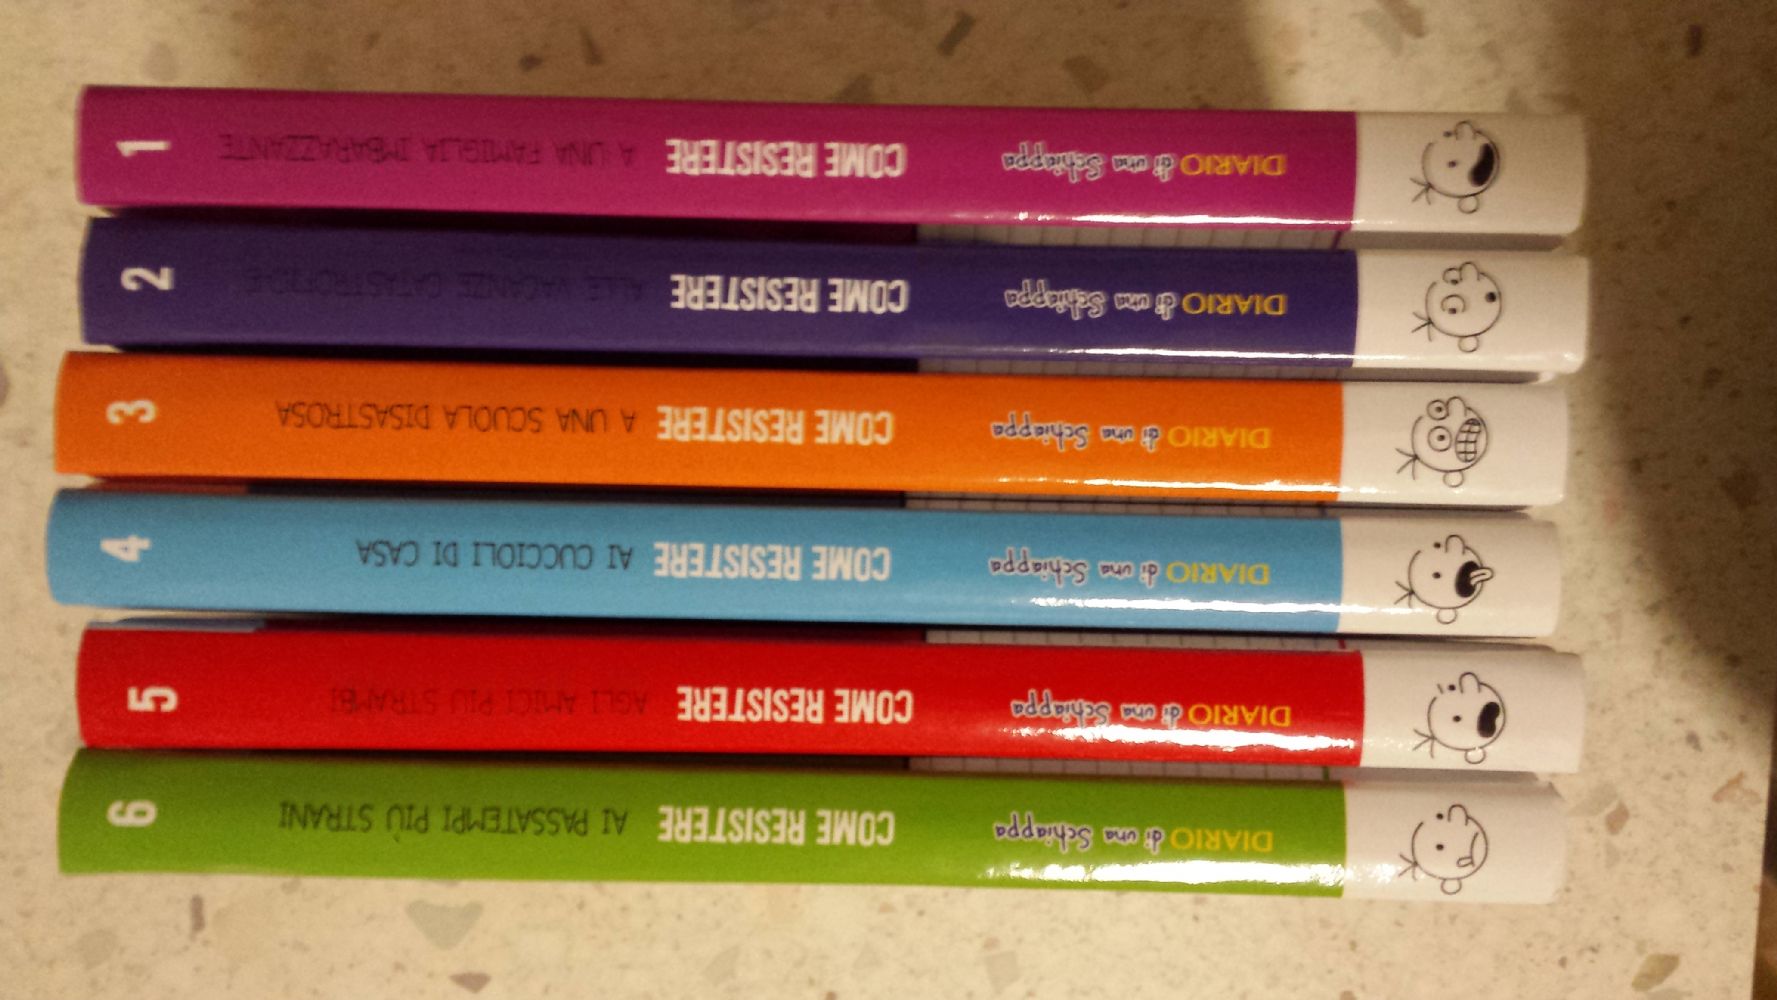 DIARIO di una Schiappa COME RESISTERE A UNA FAMIGLIA IMBARAZZANTE 1
DIARIO di una Schiappa COME RESISTERE ALLE VACANZE CATASTROFICHE 2
DIARIO di una Schiappa COME RESISTERE A UNA SCUOLA DISASTROSA 3
DIARIO di una Schiappa COME RESISTERE AI CUCCIOLI DI CASA 4
DIARIO di una Schiappa COME RESISTERE AGLI AMICI PIÙ STRAMBI 5
DIARIO di una Schiappa COME RESISTERE AI PASSATEMPI PIÙ STRANI 6